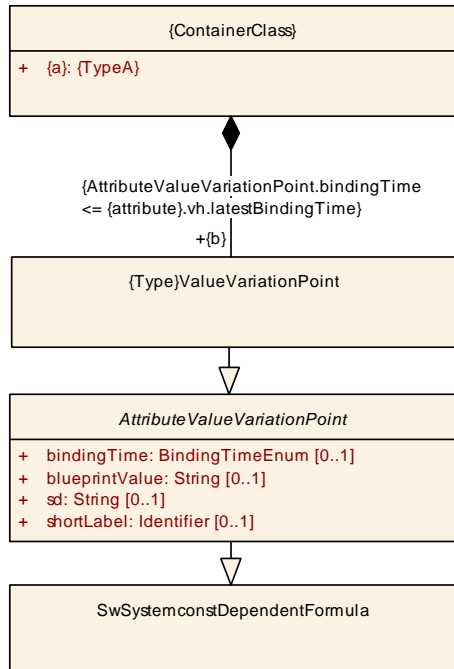 {ContainerClass}
+ {a}: {TypeA}
{AttributeValueVariationPoint.bindingTime
<= {attribute}.vh.latestBindingTime}
+{b}
{Type}ValueVariationPoint
AttributeValueVariationPoint
+ bindingTime: BindingTimeEnum [0..1]
+ blueprintValue: String [0..1]
+ sd: String [0..1]
+ shortLabel: Identifier [0..1]
SwSystemconstDependentFormula